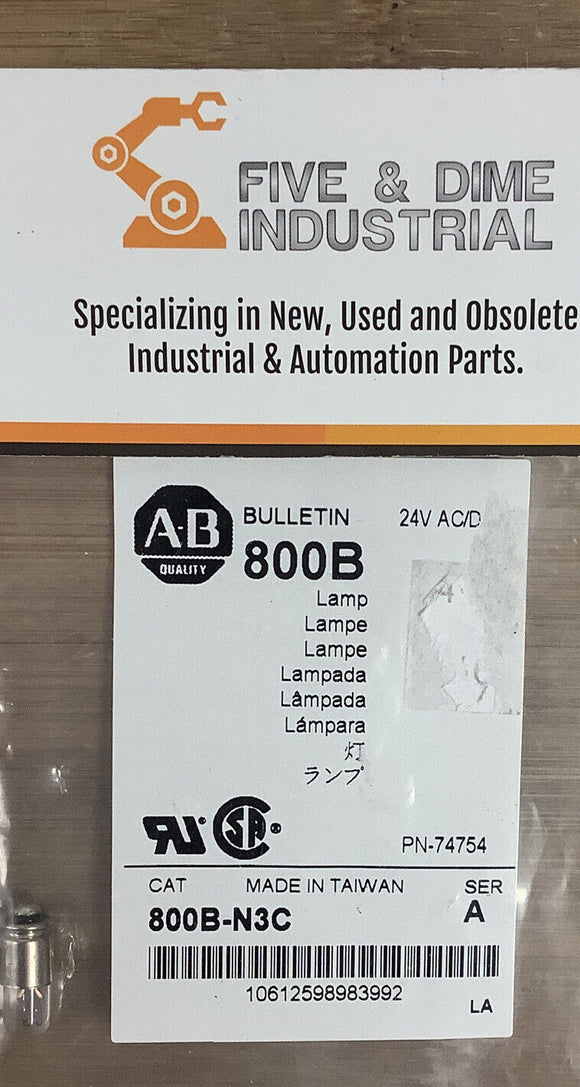 FIVE & DIME
INDUSTRIAL
Specializing in New, Used and Obsolete
Industrial & Automation Parts.
A·B
QUALITY
BULLETIN 24V AC/D
800B
Lamp
Lampe
Lampe
Lampada
Lâmpada
Lámpara
灯
ランプ
SA
PN-74754
CAT MADE IN TAIWAN SER
800B-N3C A
10612598983992
LA